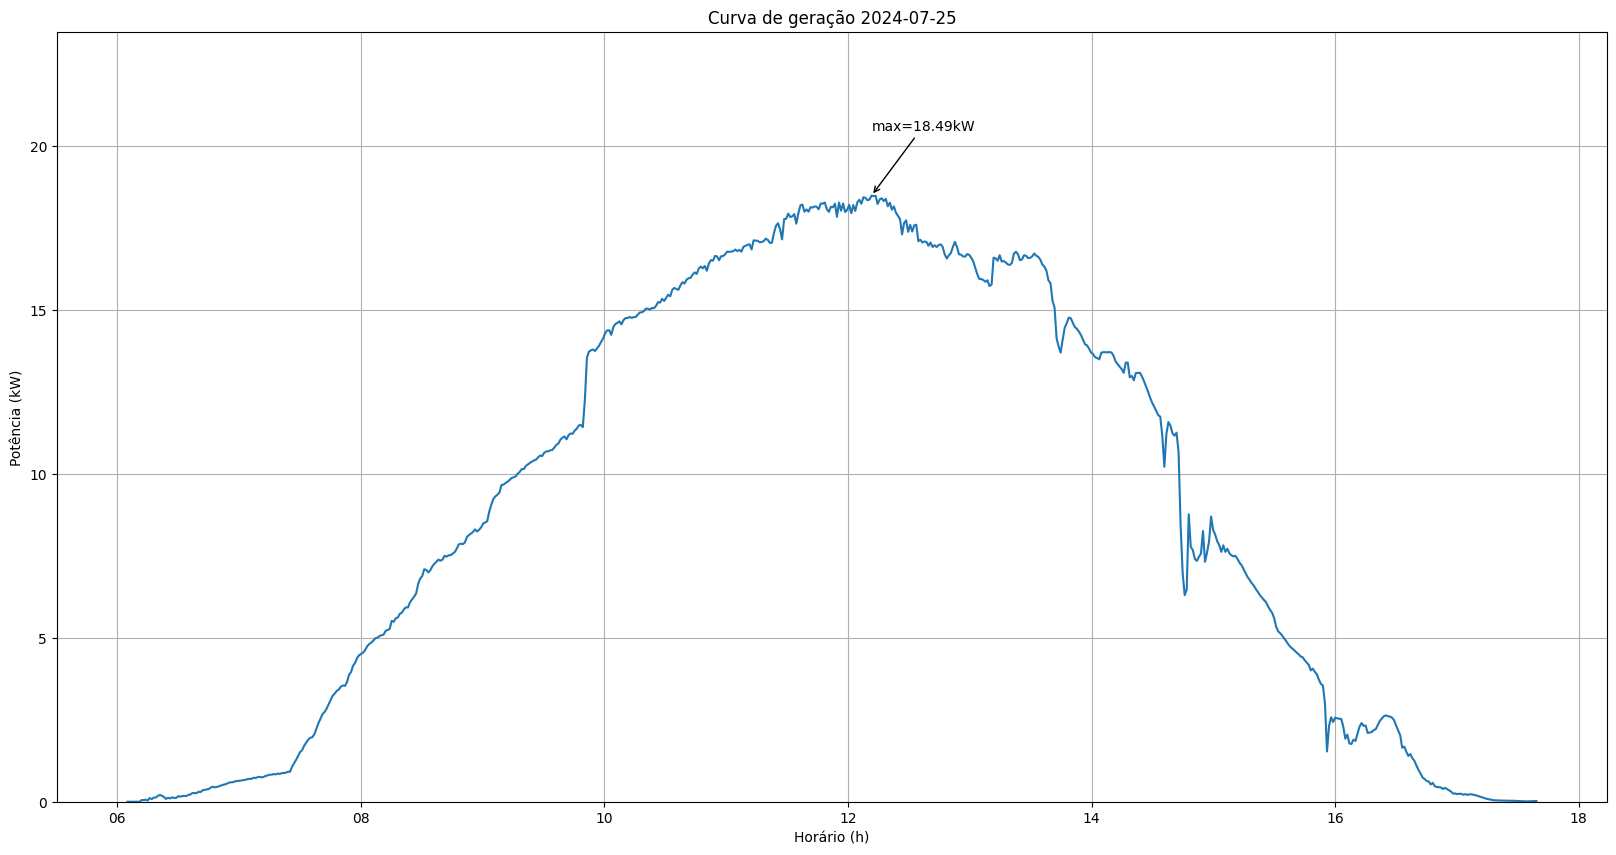 Curva de geração 2024-07-25
max=18.49kW
20
15
10
5
0
Potência (kW)
06 08 10 12 14 16 18
Horário (h)